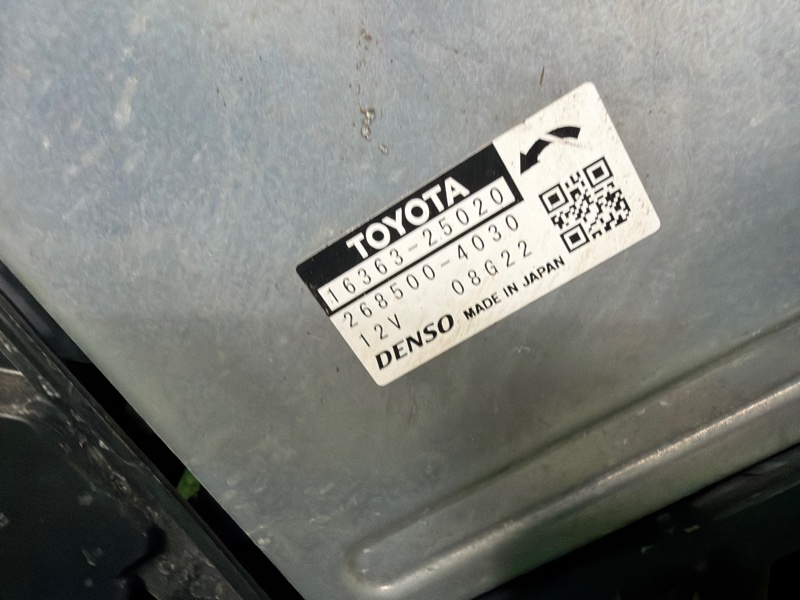 TOYOTA
16363-25020
268500-4030
12V 08G22
DENSO MADE IN JAPAN